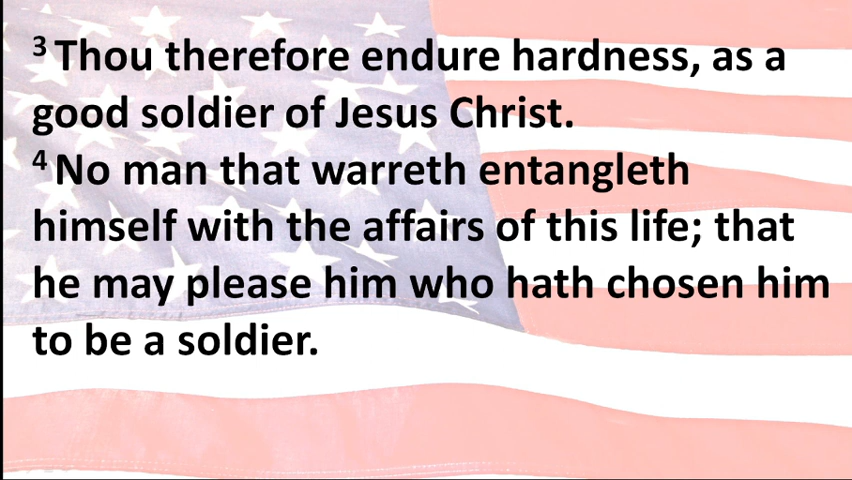 ³ Thou therefore endure hardness, as a
good soldier of Jesus Christ.
⁴ No man that warreth entangleth
himself with the affairs of this life; that
he may please him who hath chosen him
to be a soldier.